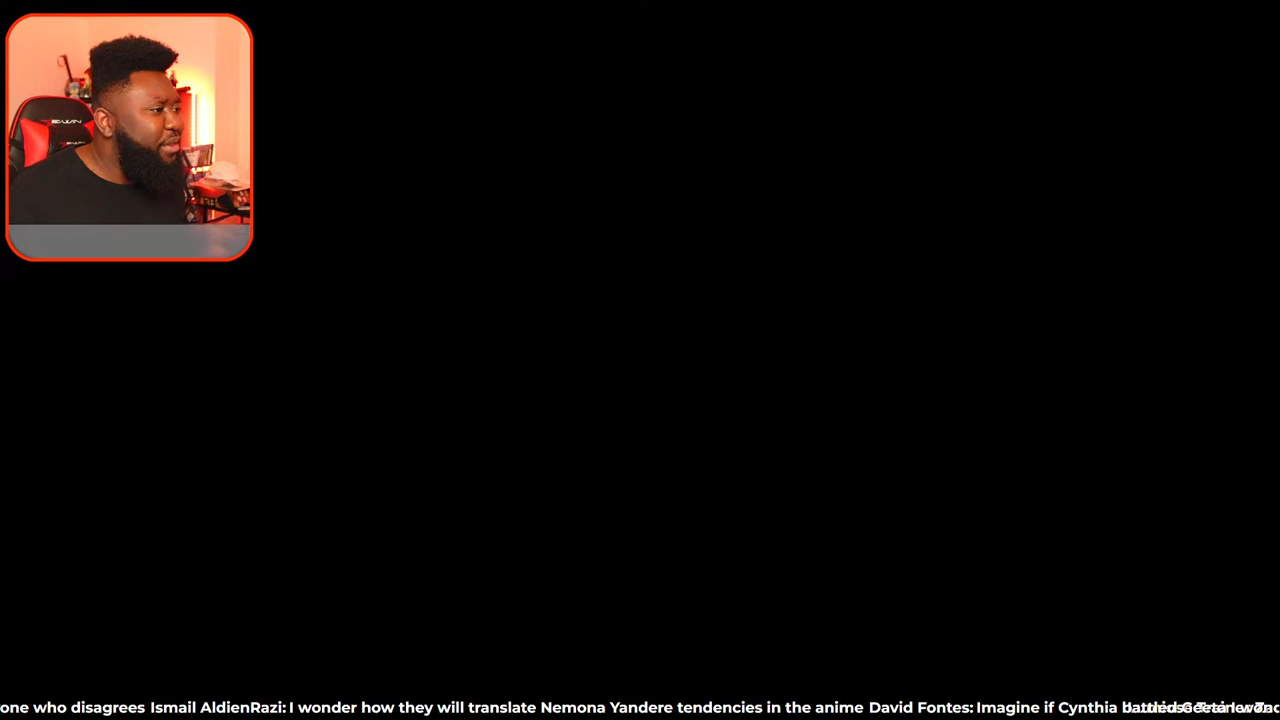 one who disagrees Ismail AldienRazi: I wonder how they will translate Nemona Yandere tendencies in the anime David Fontes: Imagine if Cynthia